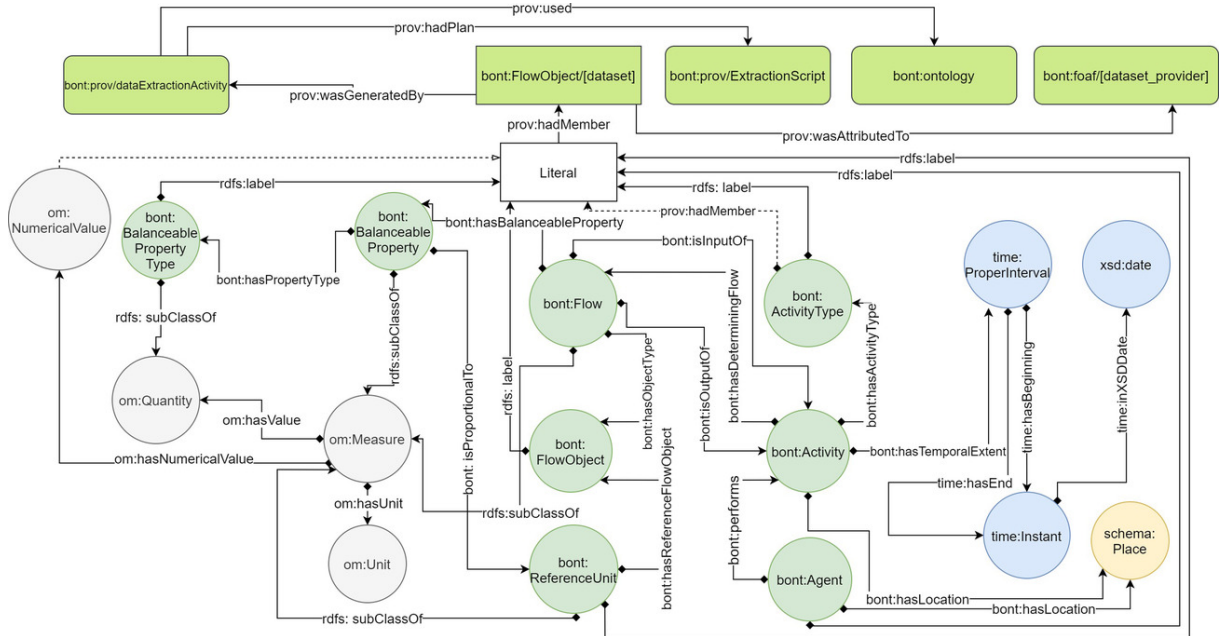 prov:used
prov:hadPlan
bont:prov/dataExtractionActivity
bont:FlowObject/[dataset]
bont:prov/ExtractionScript
bont:ontology
bont:foaf/[dataset_provider]
prov:wasGeneratedBy
prov:hadMember
prov:wasAttributedTo
Literal
rdfs:label
rdfs:label
rdfs:label
rdfs: label
om:
NumericalValue
bont:
Balanceable
Property
Type
bont:
Balanceable
Property
bont:hasBalanceableProperty
prov:hadMember
bont:isInputOf
bont:hasPropertyType
bont:Flow
bont:
ActivityType
time:
ProperInterval
xsd:date
rdfs: subClassOf
rdfs:subClassOf
rdfs: label
bont:hasObjectType
bont:isOutputOf
bont:hasDeterminingFlow
bont:hasActivityType
time:hasBeginning
time:inXSDDate
om:Quantity
om:hasValue
om:Measure
bont: isProportionalTo
bont:
FlowObject
bont:Activity
bont:hasTemporalExtent
om:hasNumericalValue
om:hasUnit
rdfs:subClassOf
bont:hasReferenceFlowObject
bont:performs
time:hasEnd
time:Instant
schema:
Place
om:Unit
bont:
ReferenceUnit
bont:Agent
bont:hasLocation
bont:hasLocation
rdfs: subClassOf